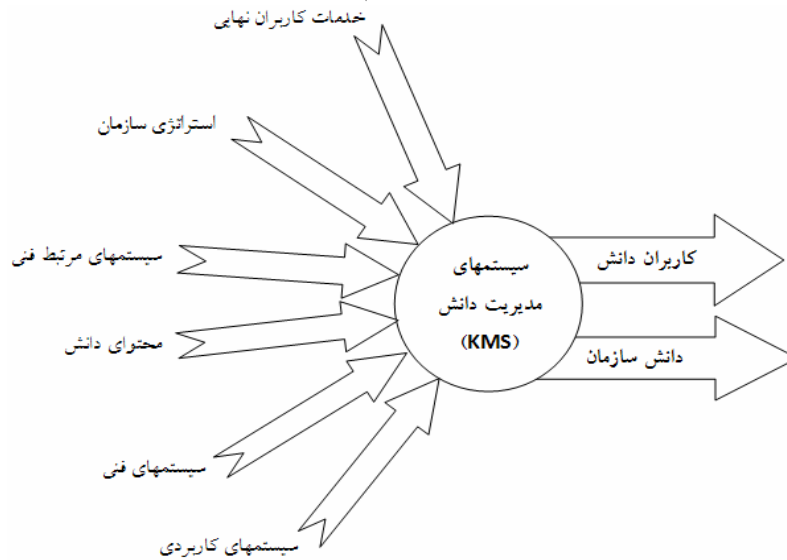 خدمات کاربران نهایی
استراتژی سازمان
سیستمهای مرتبط فنی
محتوای دانش
سیستمهای فنی
سیستمهای کاربردی
سیستمهای
مدیریت دانش
(KMS)
کاربران دانش
دانش سازمان